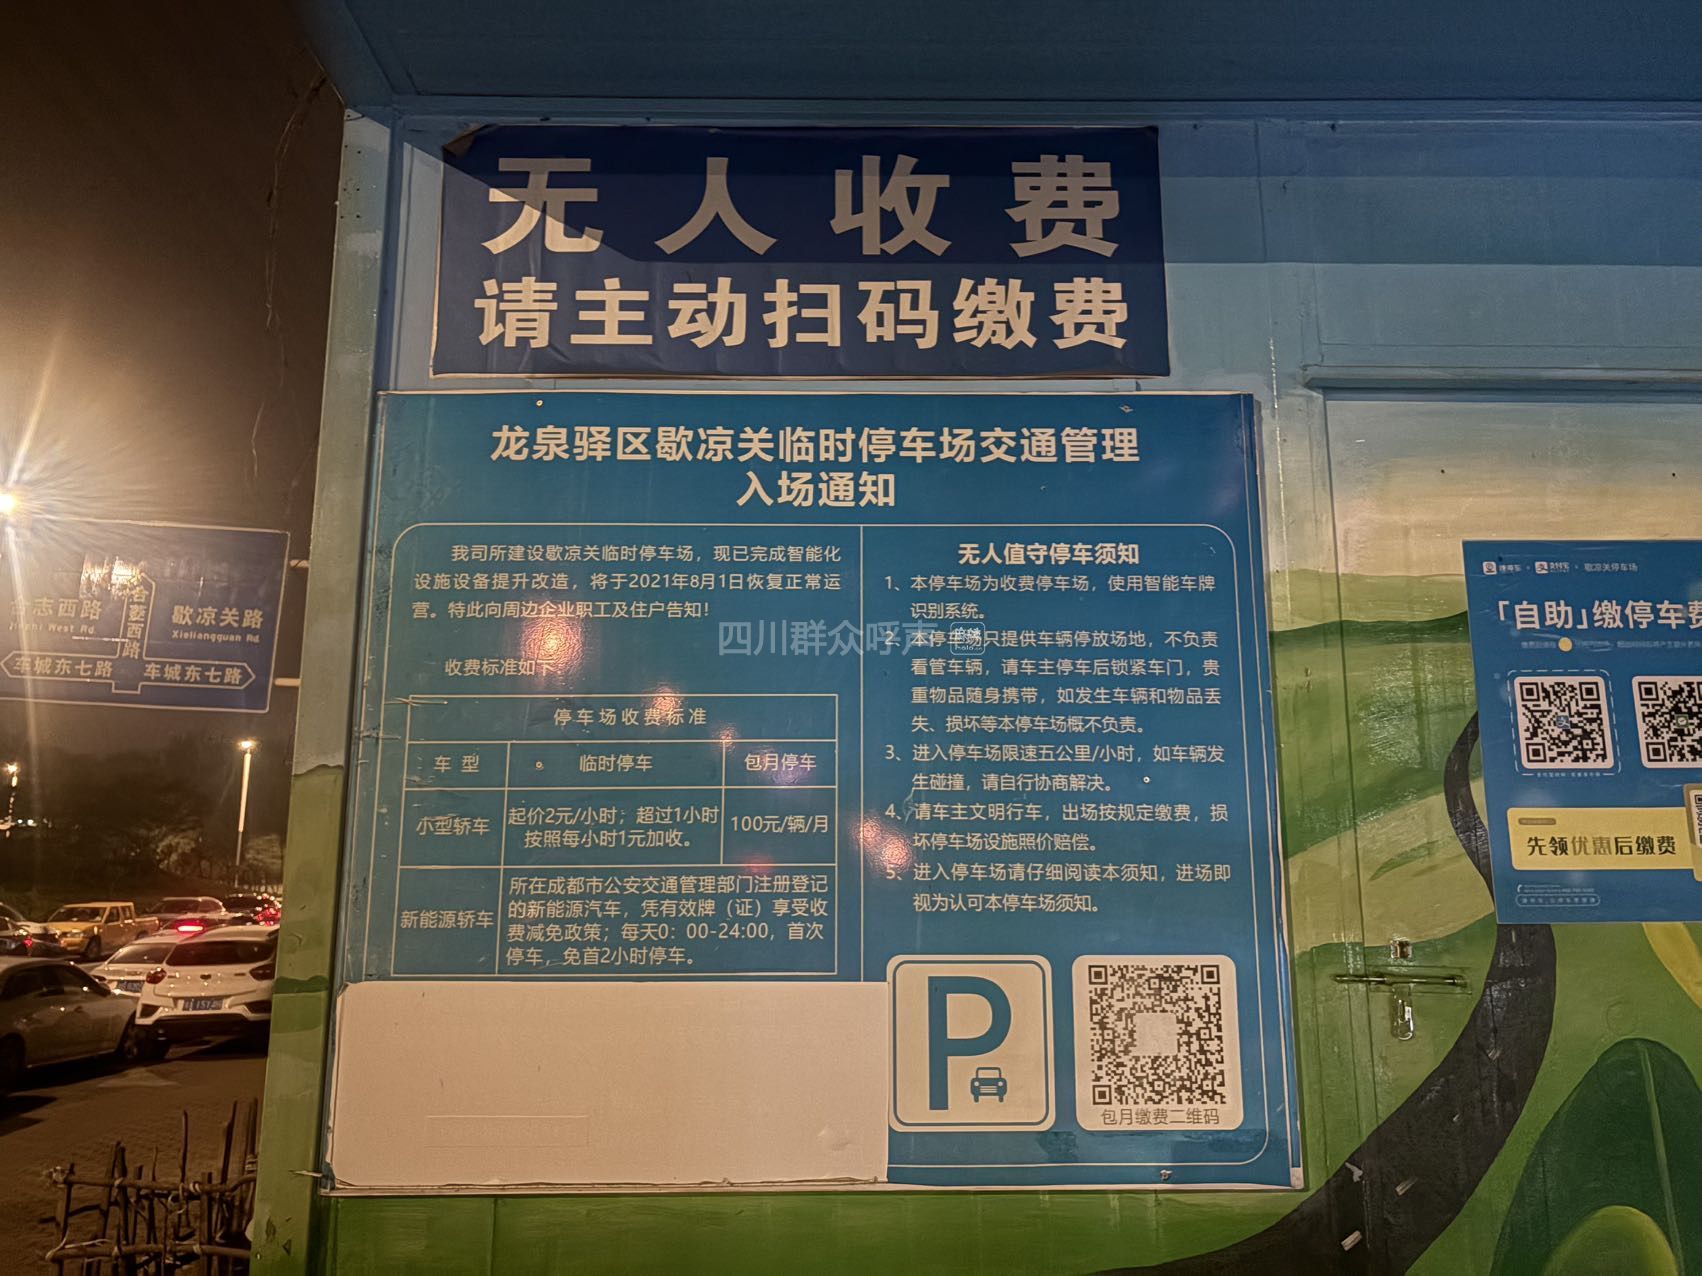 无人收费
请主动扫码缴费
龙泉驿区歇凉关临时停车场交通管理
入场通知
我司所建设歇凉关临时停车场，现已完成智能化
设施设备提升改造，将于2021年8月1日恢复正常运
营。特此向周边企业职工及住户告知！
收费标准如下
停车场收费标准
车型 临时停车 包月停车
小型轿车 起价2元/小时；超过1小时 100元/辆/月
按照每小时1元加收。
新能源轿车 所在成都市公安交通管理部门注册登记
的新能源汽车，凭有效牌（证）享受收
费减免政策；每天0：00-24:00，首次
停车，免首2小时停车。
无人值守停车须知
1、本停车场为收费停车场，使用智能车牌
识别系统。
2、本停车场只提供车辆停放场地，不负责
看管车辆，请车主停车后锁紧车门，贵
重物品随身携带，如发生车辆和物品丢
失、损坏等本停车场概不负责。
3、进入停车场限速五公里/小时，如车辆发
生碰撞，请自行协商解决。
4、请车主文明行车，出场按规定缴费，损
坏停车场设施照价赔偿。
5、进入停车场请仔细阅读本须知，进场即
视为认可本停车场须知。
P
包月缴费二维码
四川群众呼声
捷停车 支付宝 歇凉关停车场
「自助」缴停车费
先领优惠后缴费
志西路
West Rd.
歇凉关路
Xieliangguan Rd.
西路
车城东七路
车城东七路